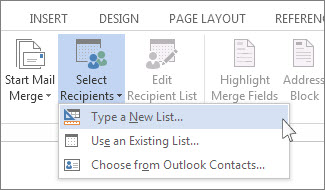 INSERT DESIGN PAGE LAYOUT
Start Mail Merge
Select Recipients
Edit Recipient List
Highlight Merge Fields
Address Block
Type a New List...
Use an Existing List...
Choose from Outlook Contacts...